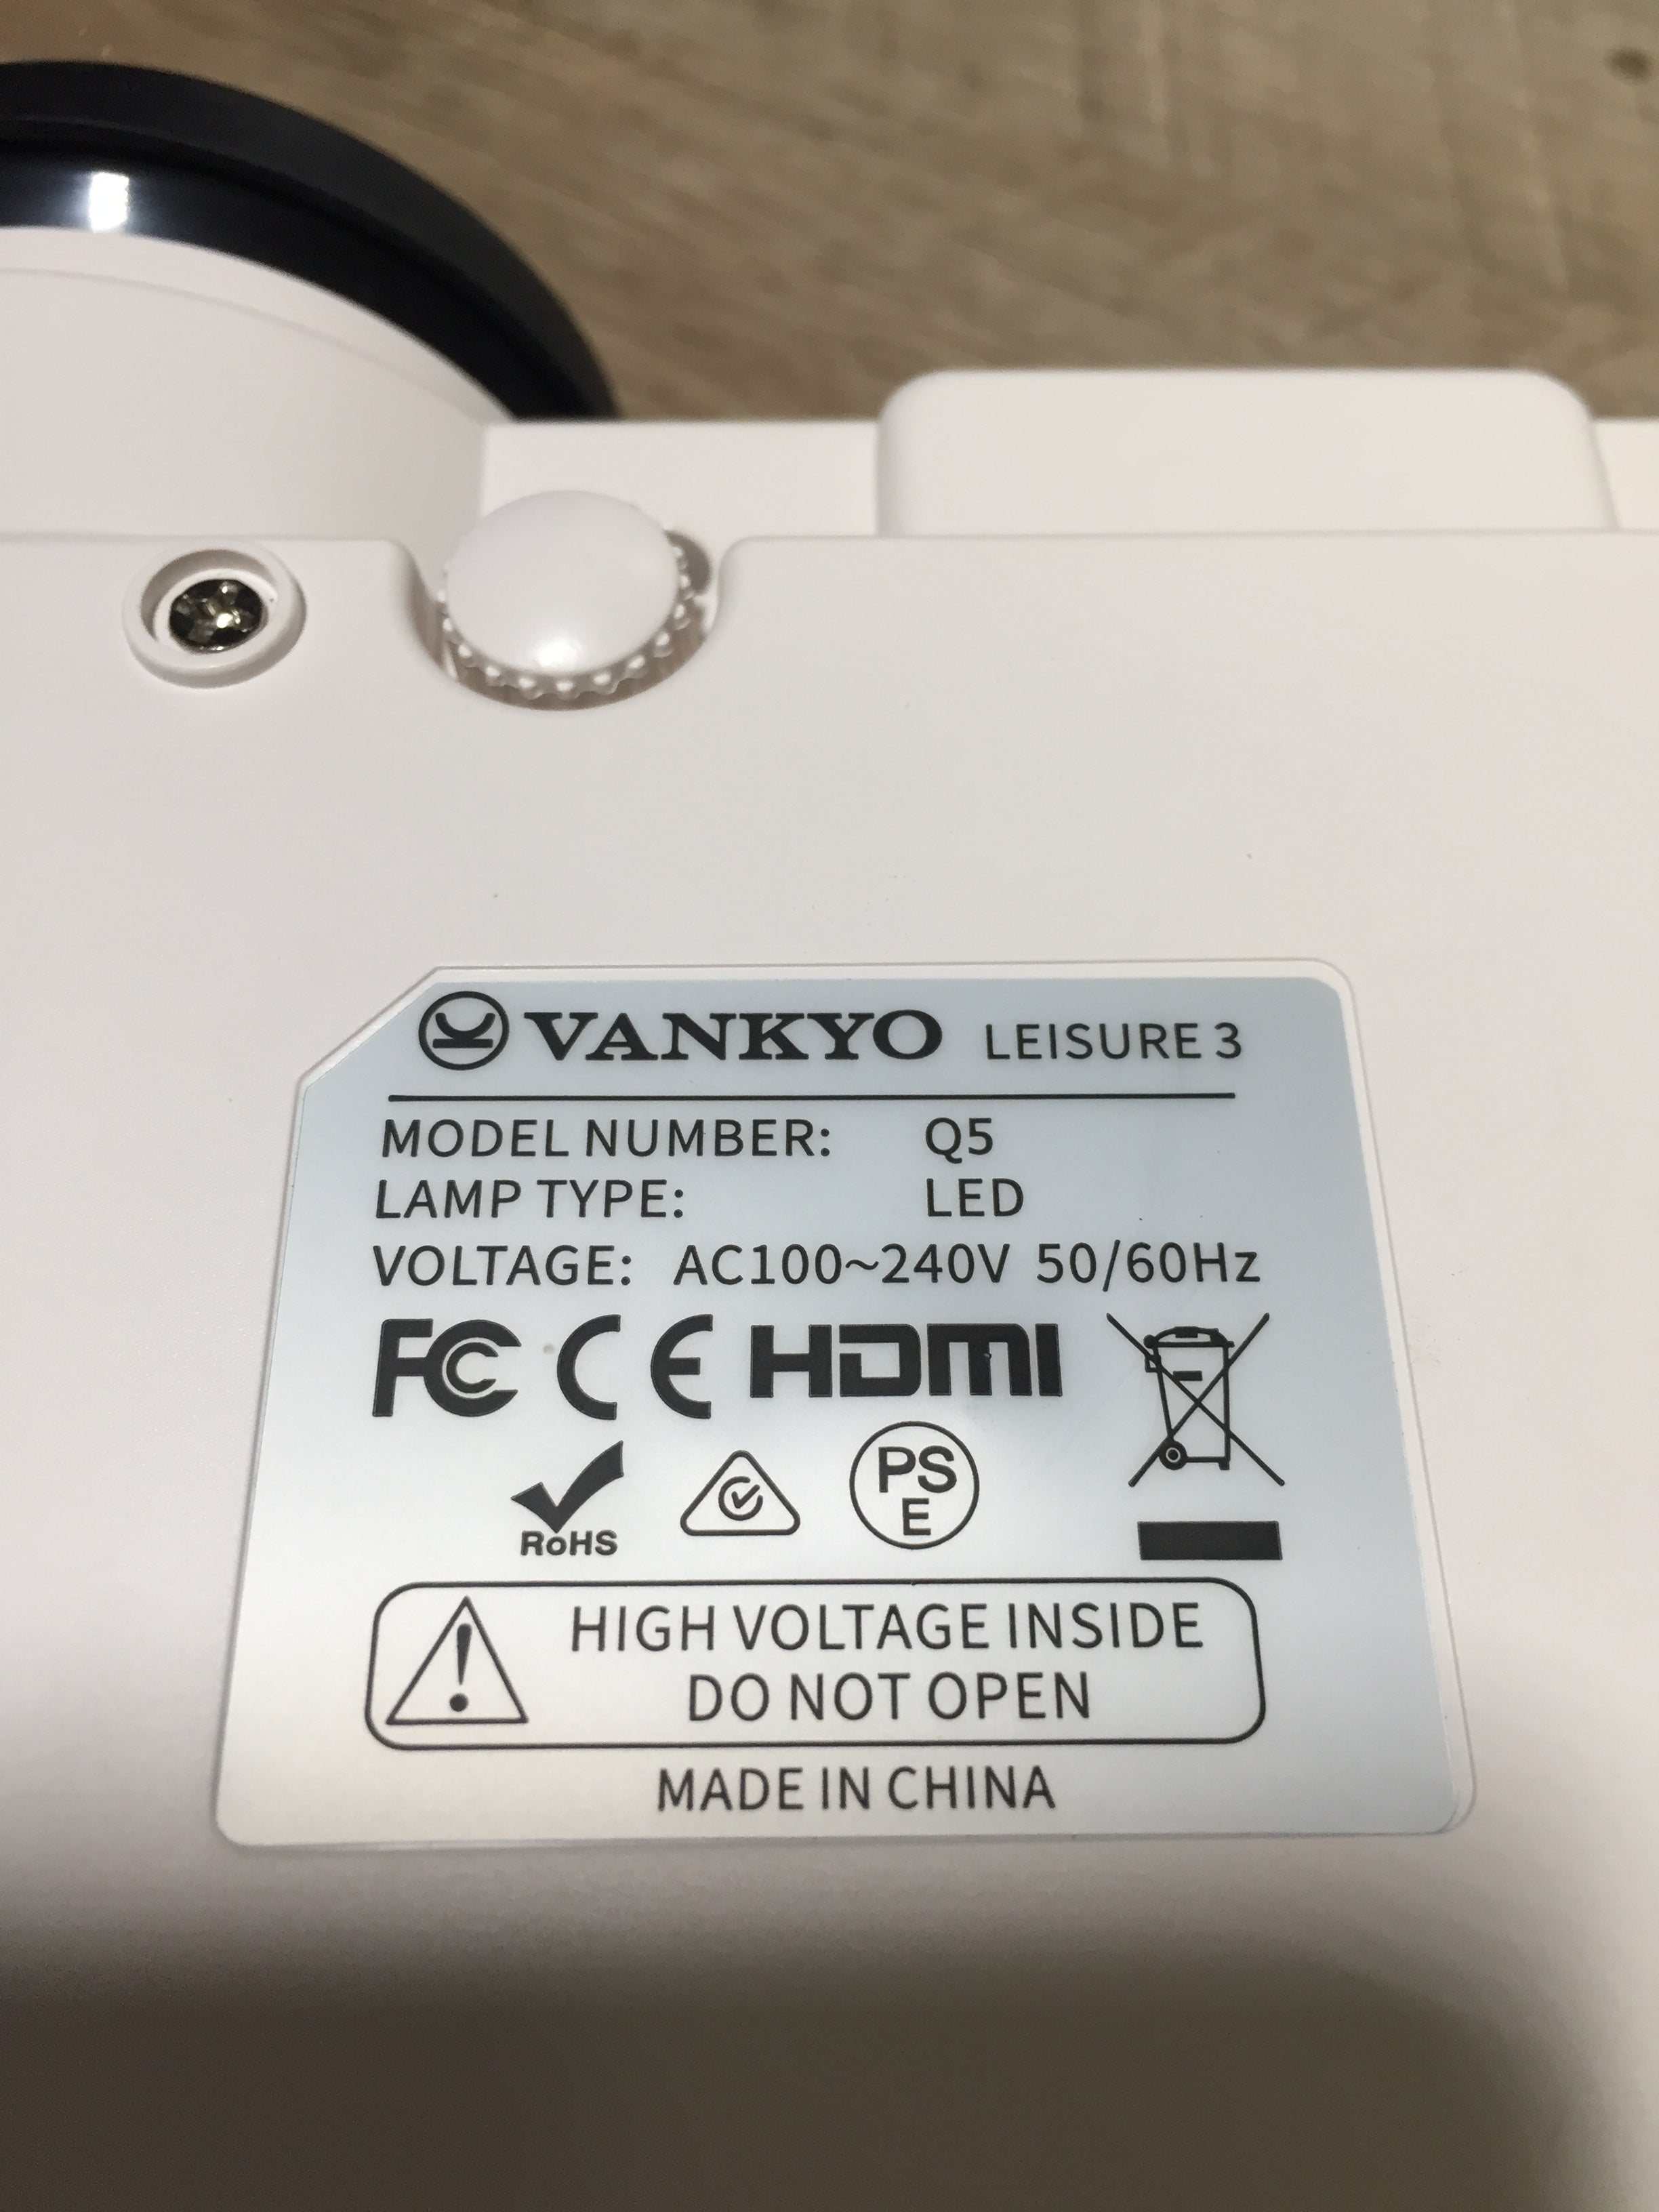 VANKYO LEISURE 3
MODEL NUMBER: Q5
LAMP TYPE: LED
VOLTAGE: AC100~240V 50/60Hz
FC CE HDMI
RoHS PS E
HIGH VOLTAGE INSIDE
DO NOT OPEN
MADE IN CHINA